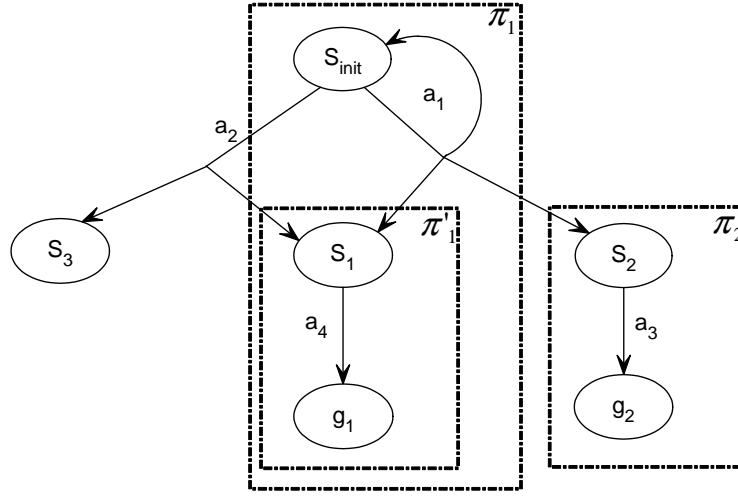 π₁
S_init
a₁
a₂
π'₁
π₂
S₃
S₁
S₂
a₄
a₃
g₁
g₂